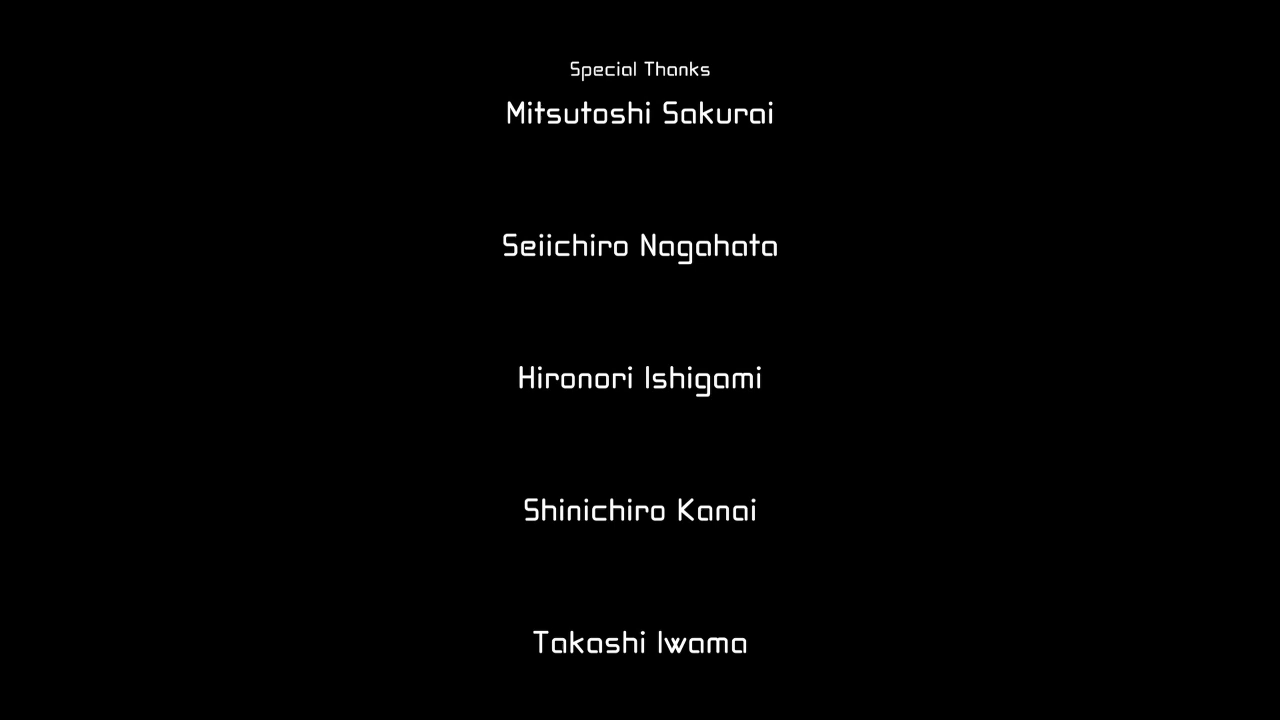 Special Thanks
Mitsutoshi Sakurai
Seiichiro Nagahata
Hironori Ishigami
Shinichiro Kanai
Takashi Iwama